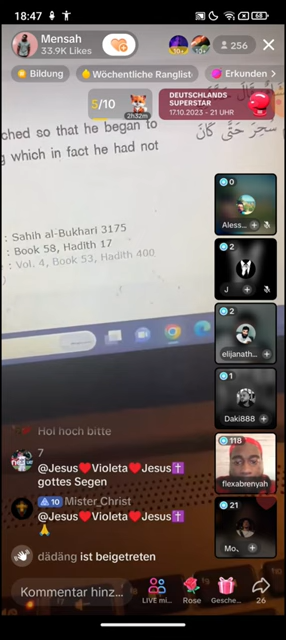 18:47
68
Mensah
33.9K Likes
30+
10+
256
Bildung
Wöchentliche Ranglist
Erkunden
5/10
2h32m
DEUTSCHLANDS
SUPERSTAR
17.10.2023 - 21 UHR
ched so that he began to
سُحِرَ حَتَّى كَانَ
g which in fact he had not
: Sahih al-Bukhari 3175
: Book 58, Hadith 17
: Vol. 4, Book 53, Hadith 400
0
Aless...
2
J
2
elijanath...
1
Daki888
118
flexabrenyah
21
Mo.
Hol hoch bitte
7
@Jesus❤️Violeta❤️Jesus✝️
gottes Segen
10 Mister_Christ
@Jesus❤️Violeta❤️Jesus✝️
🙏
dädäng ist beigetreten
Kommentar hinz...
LIVE mi...
Rose
Gesche...
26